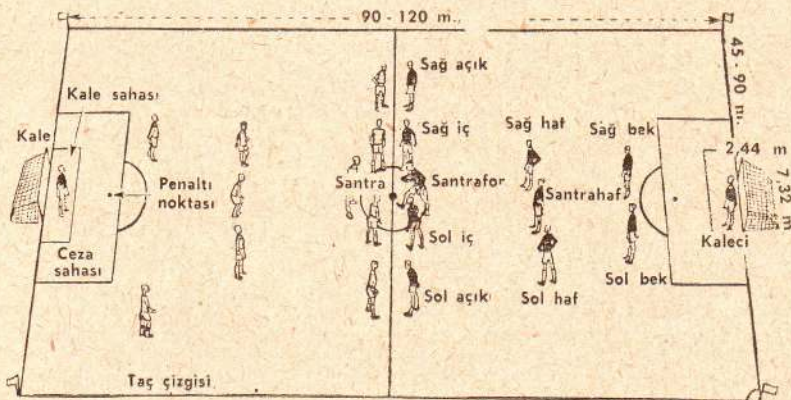 90 - 120 m.
45 - 90 m.
Sağ açık
Kale sahası
Kale
Sağ iç
Sağ haf
Sağ bek
2,44 m
7,32 m
Penaltı
noktası
Santra
Santrafor
Santrahaf
Kaleci
Ceza
sahası
Sol iç
Sol açık
Sol haf
Sol bek
Taç çizgisi